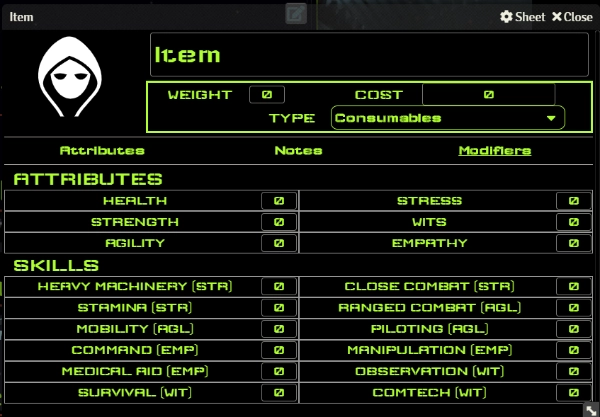 Item Sheet Close
Item
WEIGHT 0 COST 0
TYPE Consumables
Attributes Notes Modifiers
ATTRIBUTES
HEALTH 0 STRESS 0
STRENGTH 0 WITS 0
AGILITY 0 EMPATHY 0
SKILLS
HEAVY MACHINERY (STR) 0 CLOSE COMBAT (STR) 0
STAMINA (STR) 0 RANGED COMBAT (AGL) 0
MOBILITY (AGL) 0 PILOTING (AGL) 0
COMMAND (EMP) 0 MANIPULATION (EMP) 0
MEDICAL AID (EMP) 0 OBSERVATION (WIT) 0
SURVIVAL (WIT) 0 COMTECH (WIT) 0